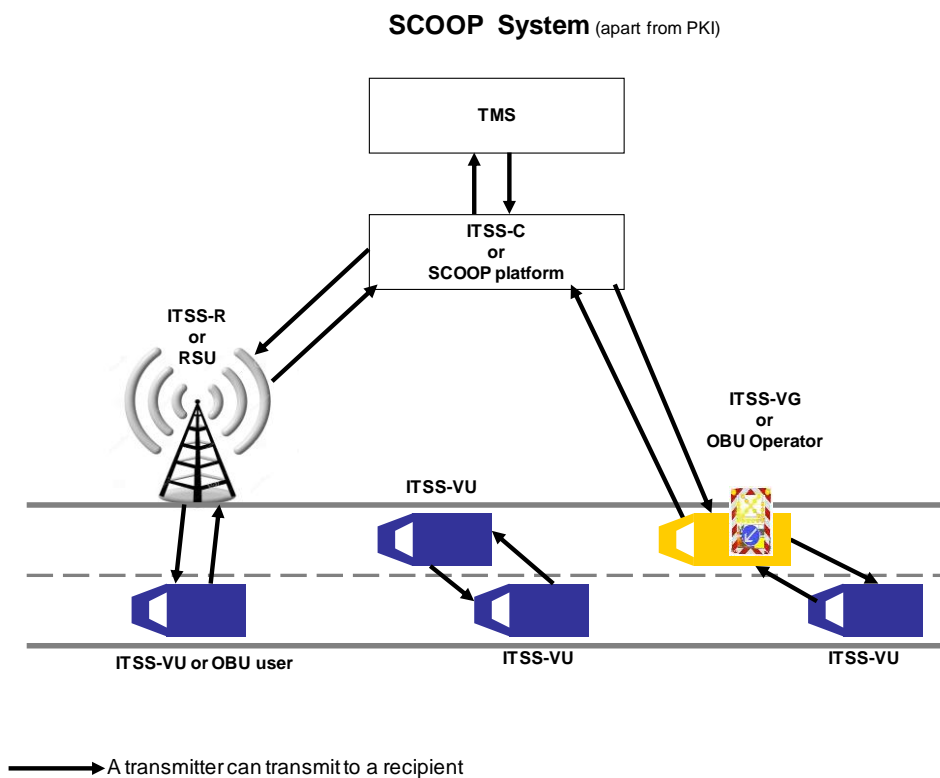 SCOOP System (apart from PKI)
TMS
ITSS-C
or
SCOOP platform
ITSS-R
or
RSU
ITSS-VG
or
OBU Operator
ITSS-VU
ITSS-VU or OBU user
ITSS-VU
ITSS-VU
A transmitter can transmit to a recipient